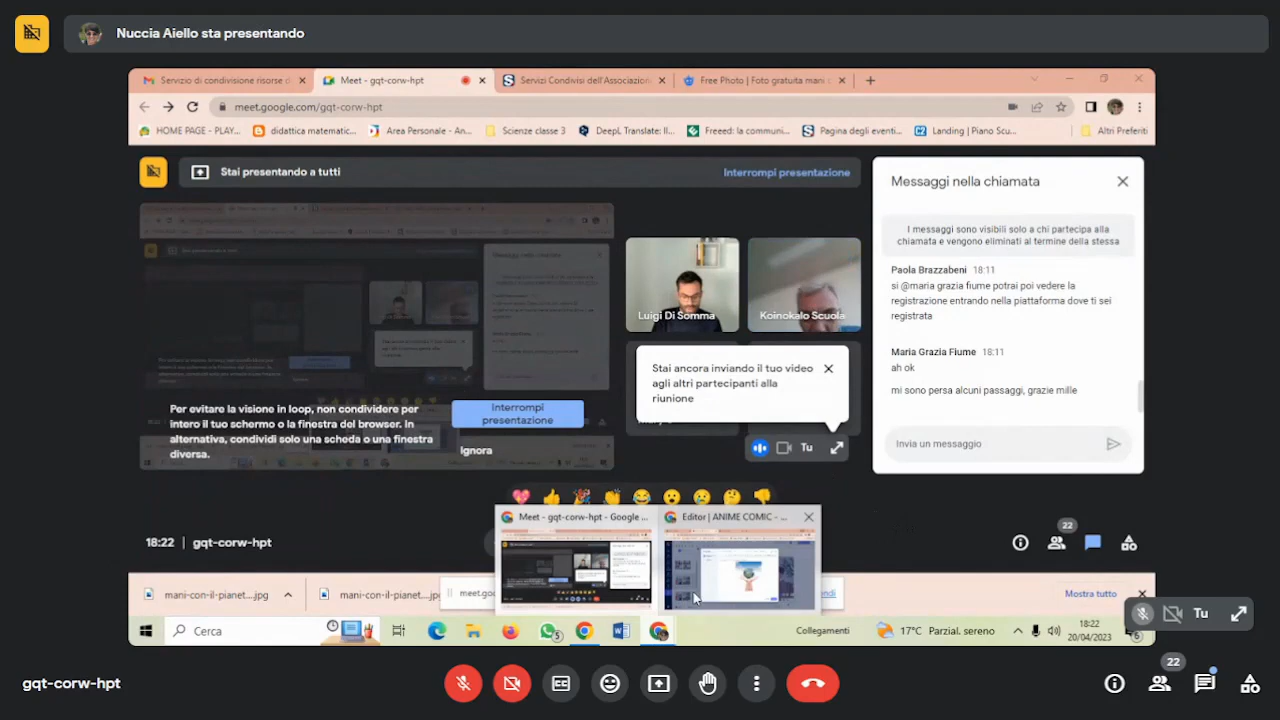 Nuccia Aiello sta presentando
Servizio di condivisione risorse d
Meet - gqt-corw-hpt
Servizi Condivisi dell'Associazion
Free Photo | Foto gratuita mani c
meet.google.com/gqt-corw-hpt
HOME PAGE - PLAY...
didattica matematic...
Area Personale - An...
Scienze classe 3
DeepL Translate: Il...
Freeed: la communi...
Pagina degli eventi...
Landing | Piano Scu...
Altri Preferiti
Stai presentando a tutti
Interrompi presentazione
Messaggi nella chiamata
I messaggi sono visibili solo a chi partecipa alla
chiamata e vengono eliminati al termine della stessa
Paola Brazzabeni 18:11
si @maria grazia fiume potrai poi vedere la
registrazione entrando nella piattaforma dove ti sei
registrata
Maria Grazia Fiume 18:11
ah ok
mi sono persa alcuni passaggi, grazie mille
Invia un messaggio
Luigi Di Somma
Koinokalo Scuola
Stai ancora inviando il tuo video
agli altri partecipanti alla
riunione
Tu
Per evitare la visione in loop, non condividere per
intero il tuo schermo o la finestra del browser. In
alternativa, condividi solo una scheda o una finestra
diversa.
Interrompi
presentazione
Ignora
Meet - gqt-corw-hpt - Google ...
Editor | ANIME COMIC - ...
18:22 | gqt-corw-hpt
22
mani-con-il-pianet....jpg
mani-con-il-pianet....jpg
meet.goo
Mostra tutto
Cerca
5
Collegamenti
17°C Parzial. sereno
18:22
20/04/2023
Tu
gqt-corw-hpt
22